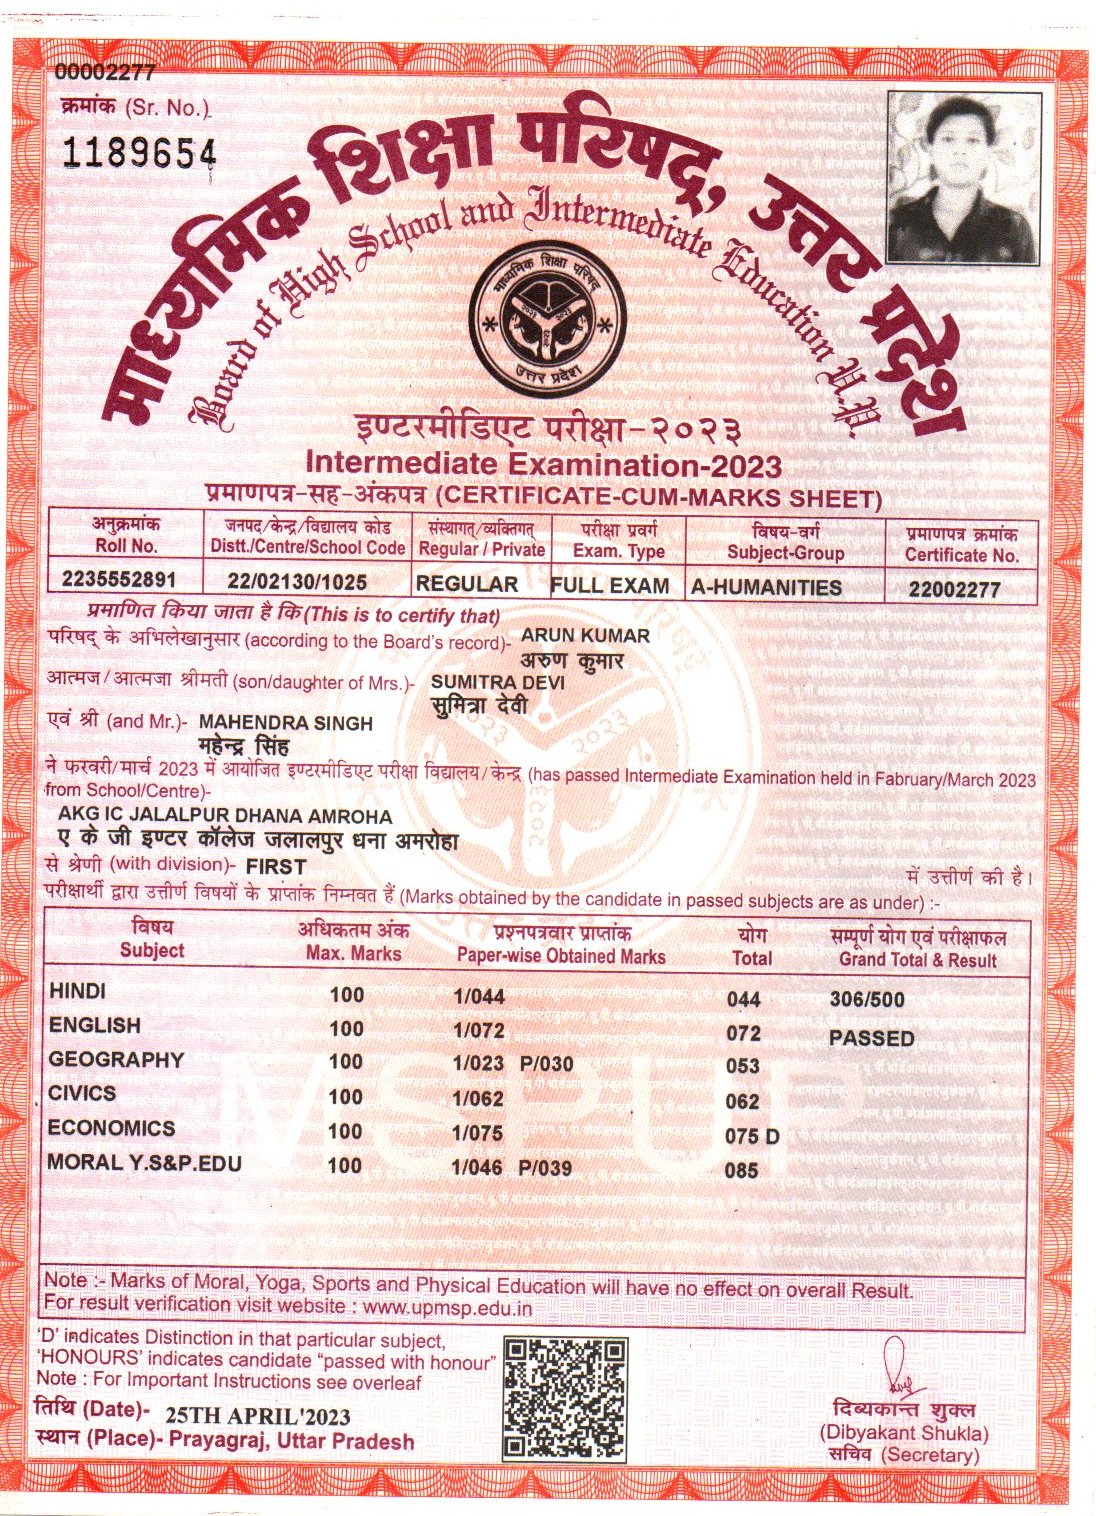 00002277
क्रमांक (Sr. No.)
1189654
माध्यमिक शिक्षा परिषद्, उत्तर प्रदेश
Board of High School and Intermediate Education U.P.
माध्यमिक शिक्षा परिषद्
उत्तर प्रदेश
इण्टरमीडिएट परीक्षा-२०२३
Intermediate Examination-2023
प्रमाणपत्र-सह-अंकपत्र (CERTIFICATE-CUM-MARKS SHEET)
अनुक्रमांक जनपद/केन्द्र/विद्यालय कोड संस्थागत/व्यक्तिगत परीक्षा प्रवर्ग विषय-वर्ग प्रमाणपत्र क्रमांक
Roll No. Distt./Centre/School Code Regular / Private Exam. Type Subject-Group Certificate No.
2235552891 22/02130/1025 REGULAR FULL EXAM A-HUMANITIES 22002277
प्रमाणित किया जाता है कि (This is to certify that)
परिषद् के अभिलेखानुसार (according to the Board's record)- ARUN KUMAR
अरुण कुमार
आत्मज/आत्मजा श्रीमती (son/daughter of Mrs.)- SUMITRA DEVI
सुमित्रा देवी
एवं श्री (and Mr.)- MAHENDRA SINGH
महेन्द्र सिंह
ने फरवरी/मार्च 2023 में आयोजित इण्टरमीडिएट परीक्षा विद्यालय/केन्द्र (has passed Intermediate Examination held in Fabruary/March 2023
from School/Centre)-
AKG IC JALALPUR DHANA AMROHA
ए के जी इण्टर कॉलेज जलालपुर धना अमरोहा
से श्रेणी (with division)- FIRST में उत्तीर्ण की है।
परीक्षार्थी द्वारा उत्तीर्ण विषयों के प्राप्तांक निम्नवत हैं (Marks obtained by the candidate in passed subjects are as under) :-
विषय अधिकतम अंक प्रश्नपत्रवार प्राप्तांक योग सम्पूर्ण योग एवं परीक्षाफल
Subject Max. Marks Paper-wise Obtained Marks Total Grand Total & Result
HINDI 100 1/044 044 306/500
ENGLISH 100 1/072 072 PASSED
GEOGRAPHY 100 1/023 P/030 053
CIVICS 100 1/062 062
ECONOMICS 100 1/075 075 D
MORAL Y.S&P.EDU 100 1/046 P/039 085
MSPUP
Note :- Marks of Moral, Yoga, Sports and Physical Education will have no effect on overall Result.
For result verification visit website : www.upmsp.edu.in
'D' indicates Distinction in that particular subject,
'HONOURS' indicates candidate "passed with honour"
Note : For Important Instructions see overleaf
तिथि (Date)- 25TH APRIL'2023
स्थान (Place)- Prayagraj, Uttar Pradesh
दिब्यकान्त शुक्ल
(Dibyakant Shukla)
सचिव (Secretary)